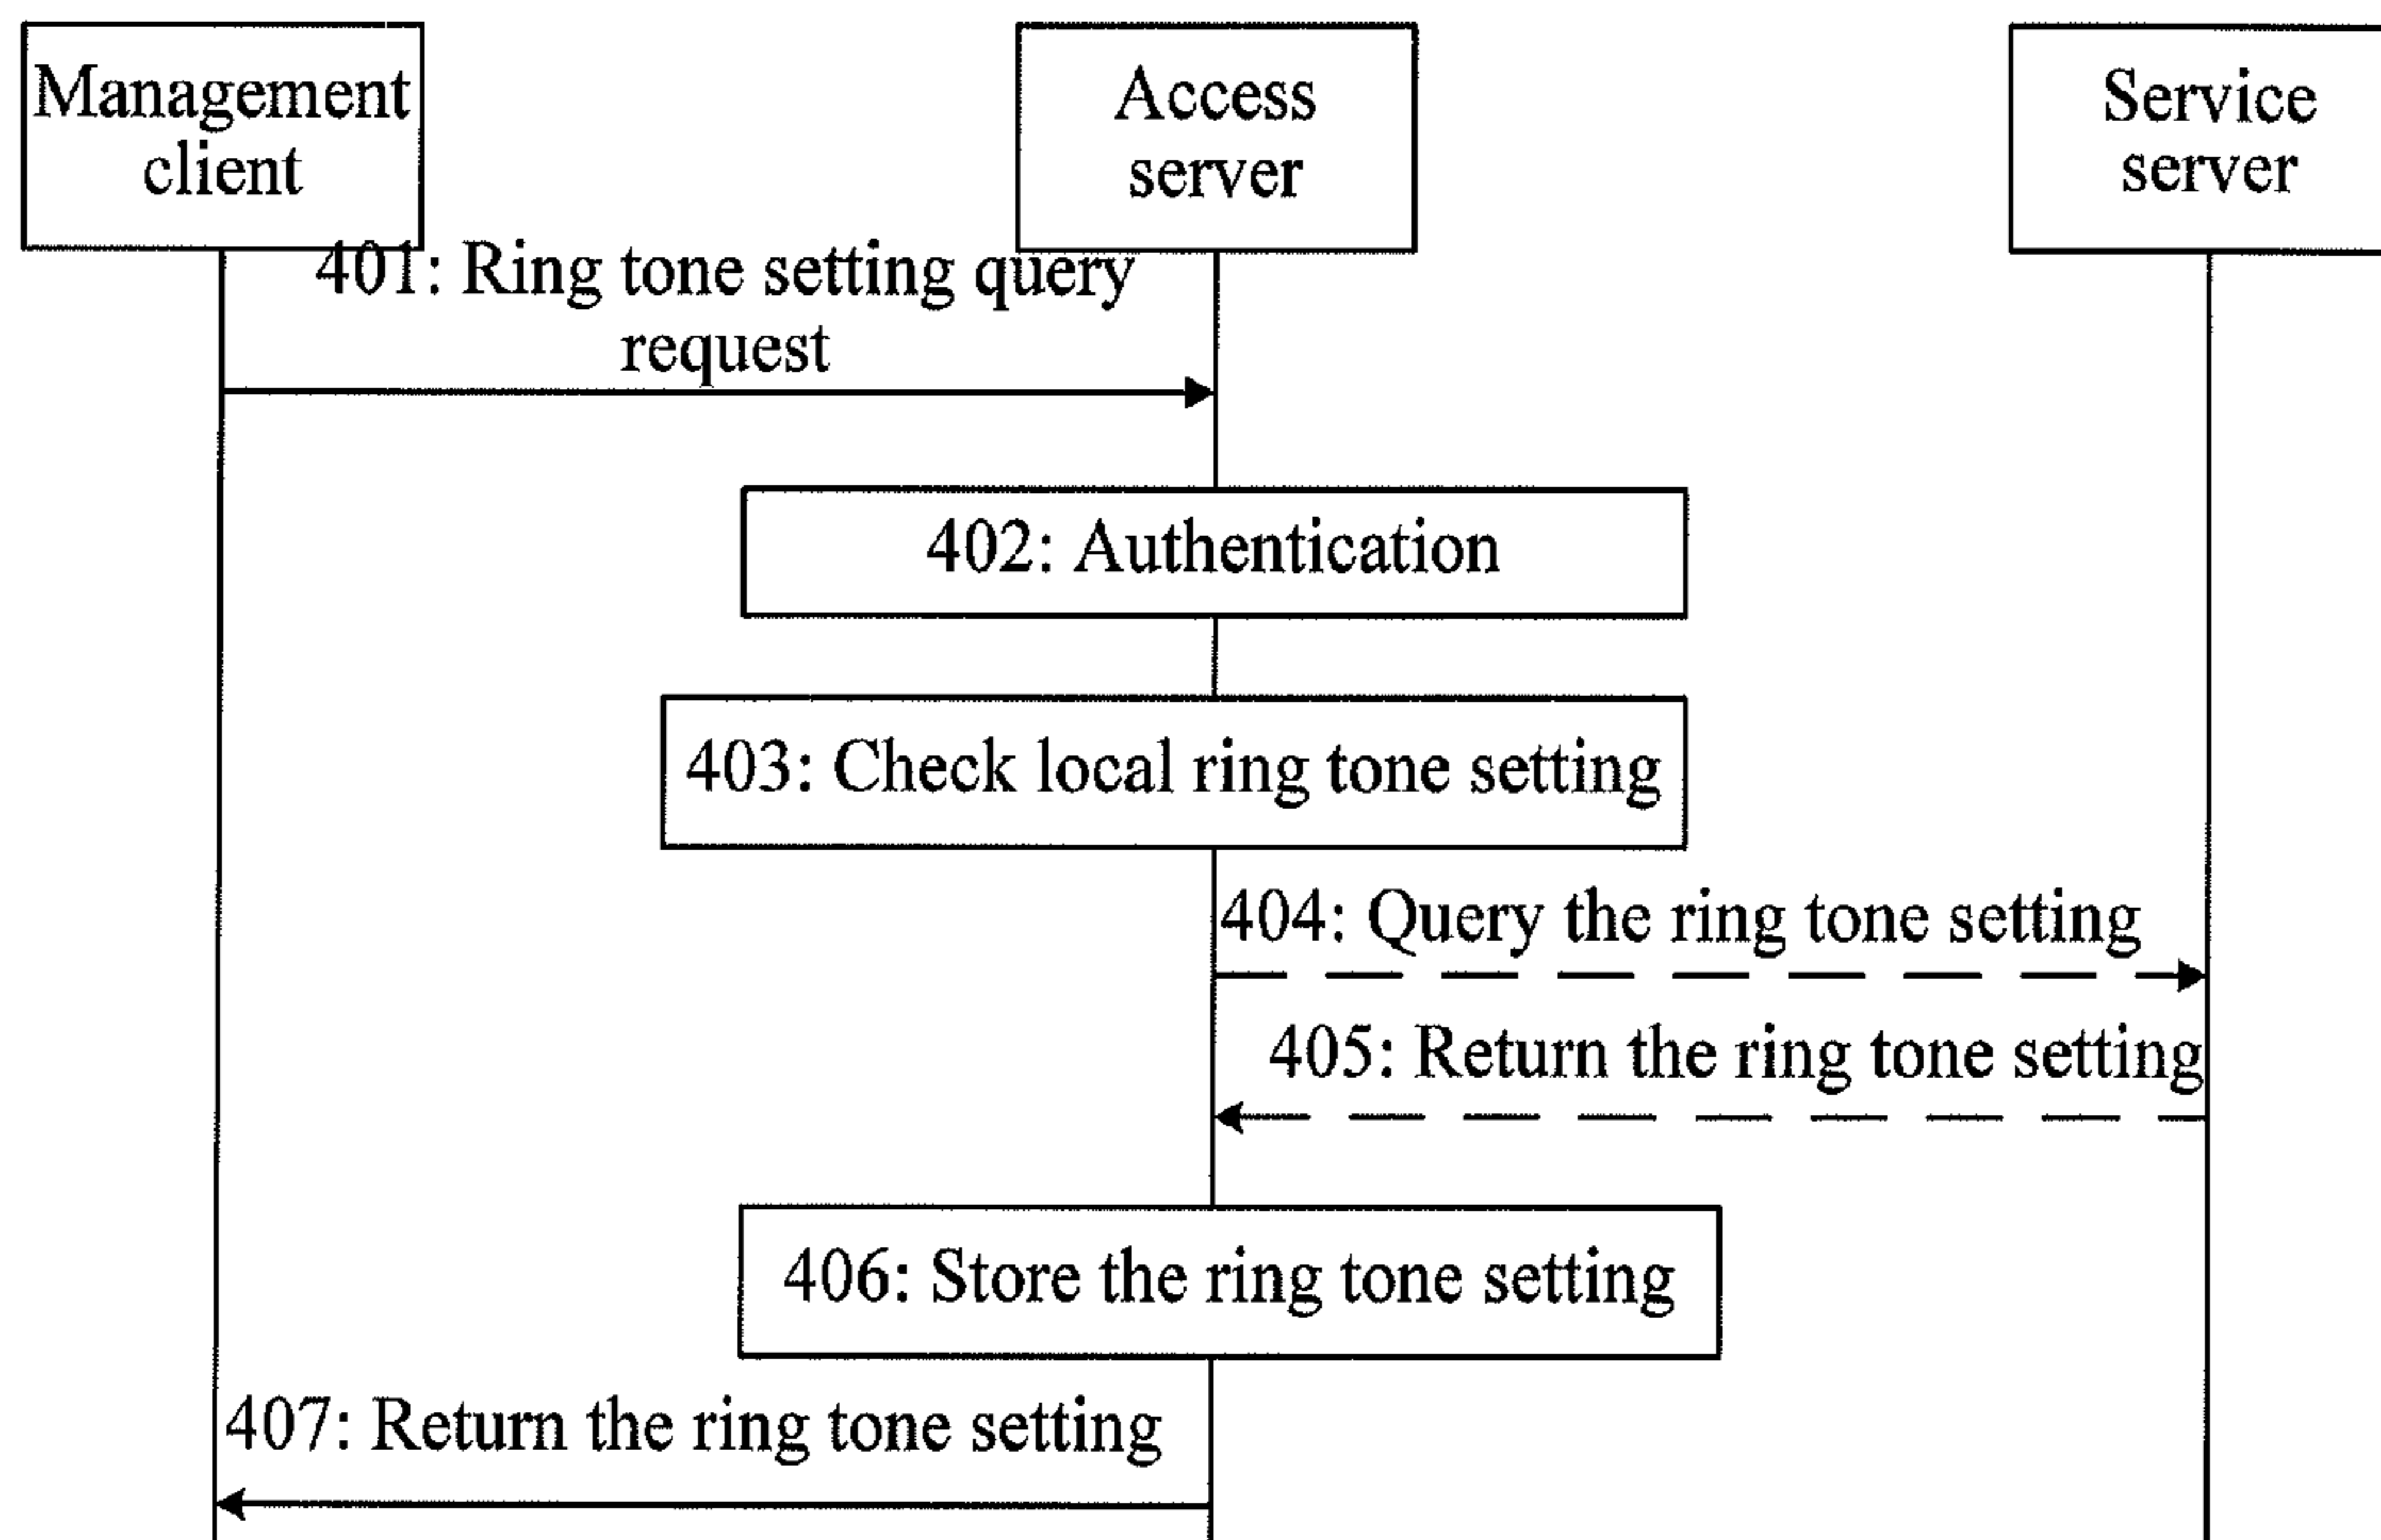 Management
client
Access
server
Service
server
401: Ring tone setting query
request
402: Authentication
403: Check local ring tone setting
404: Query the ring tone setting
405: Return the ring tone setting
406: Store the ring tone setting
407: Return the ring tone setting